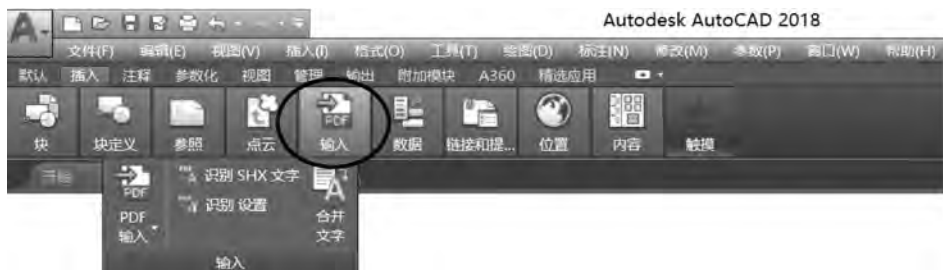 Autodesk AutoCAD 2018
文件(F) 编辑(E) 视图(V) 插入(I) 格式(O) 工具(T) 绘图(D) 标注(N) 修改(M) 参数(P) 窗口(W) 帮助(H)
默认 插入 注释 参数化 视图 管理 输出 附加模块 A360 精选应用
PDF
块 块定义 参照 点云 输入 数据 链接和提... 位置 内容 触摸
开始
PDF 识别 SHX 文字 A
PDF 识别 设置 合并
输入 文字
输入